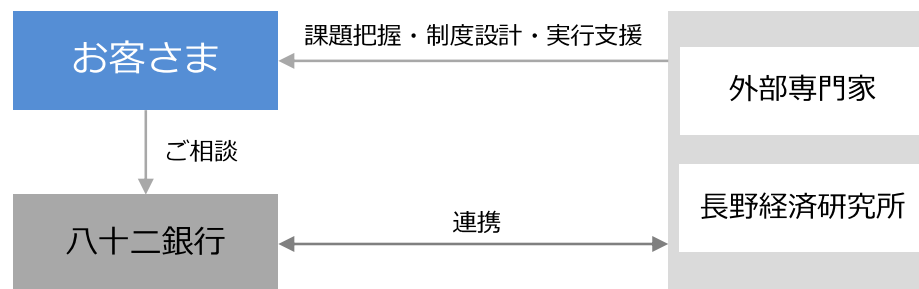 お客さま
課題把握・制度設計・実行支援
外部専門家
ご相談
長野経済研究所
八十二銀行
連携